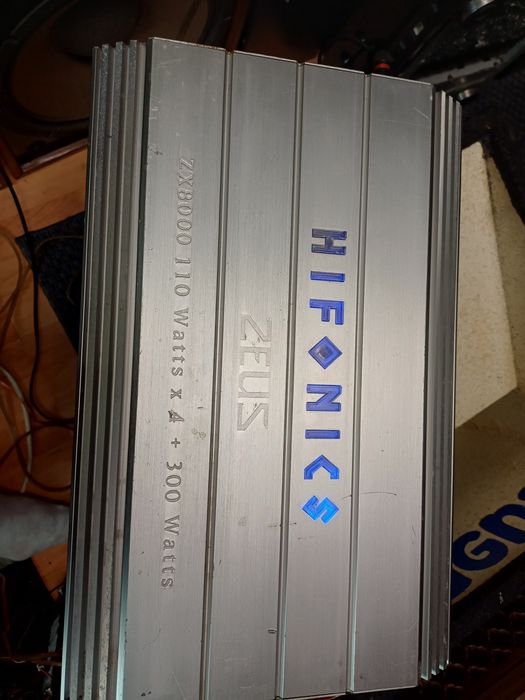 HIFONICS
ZEUS
ZX8000 110 Watts x 4 + 300 Watts